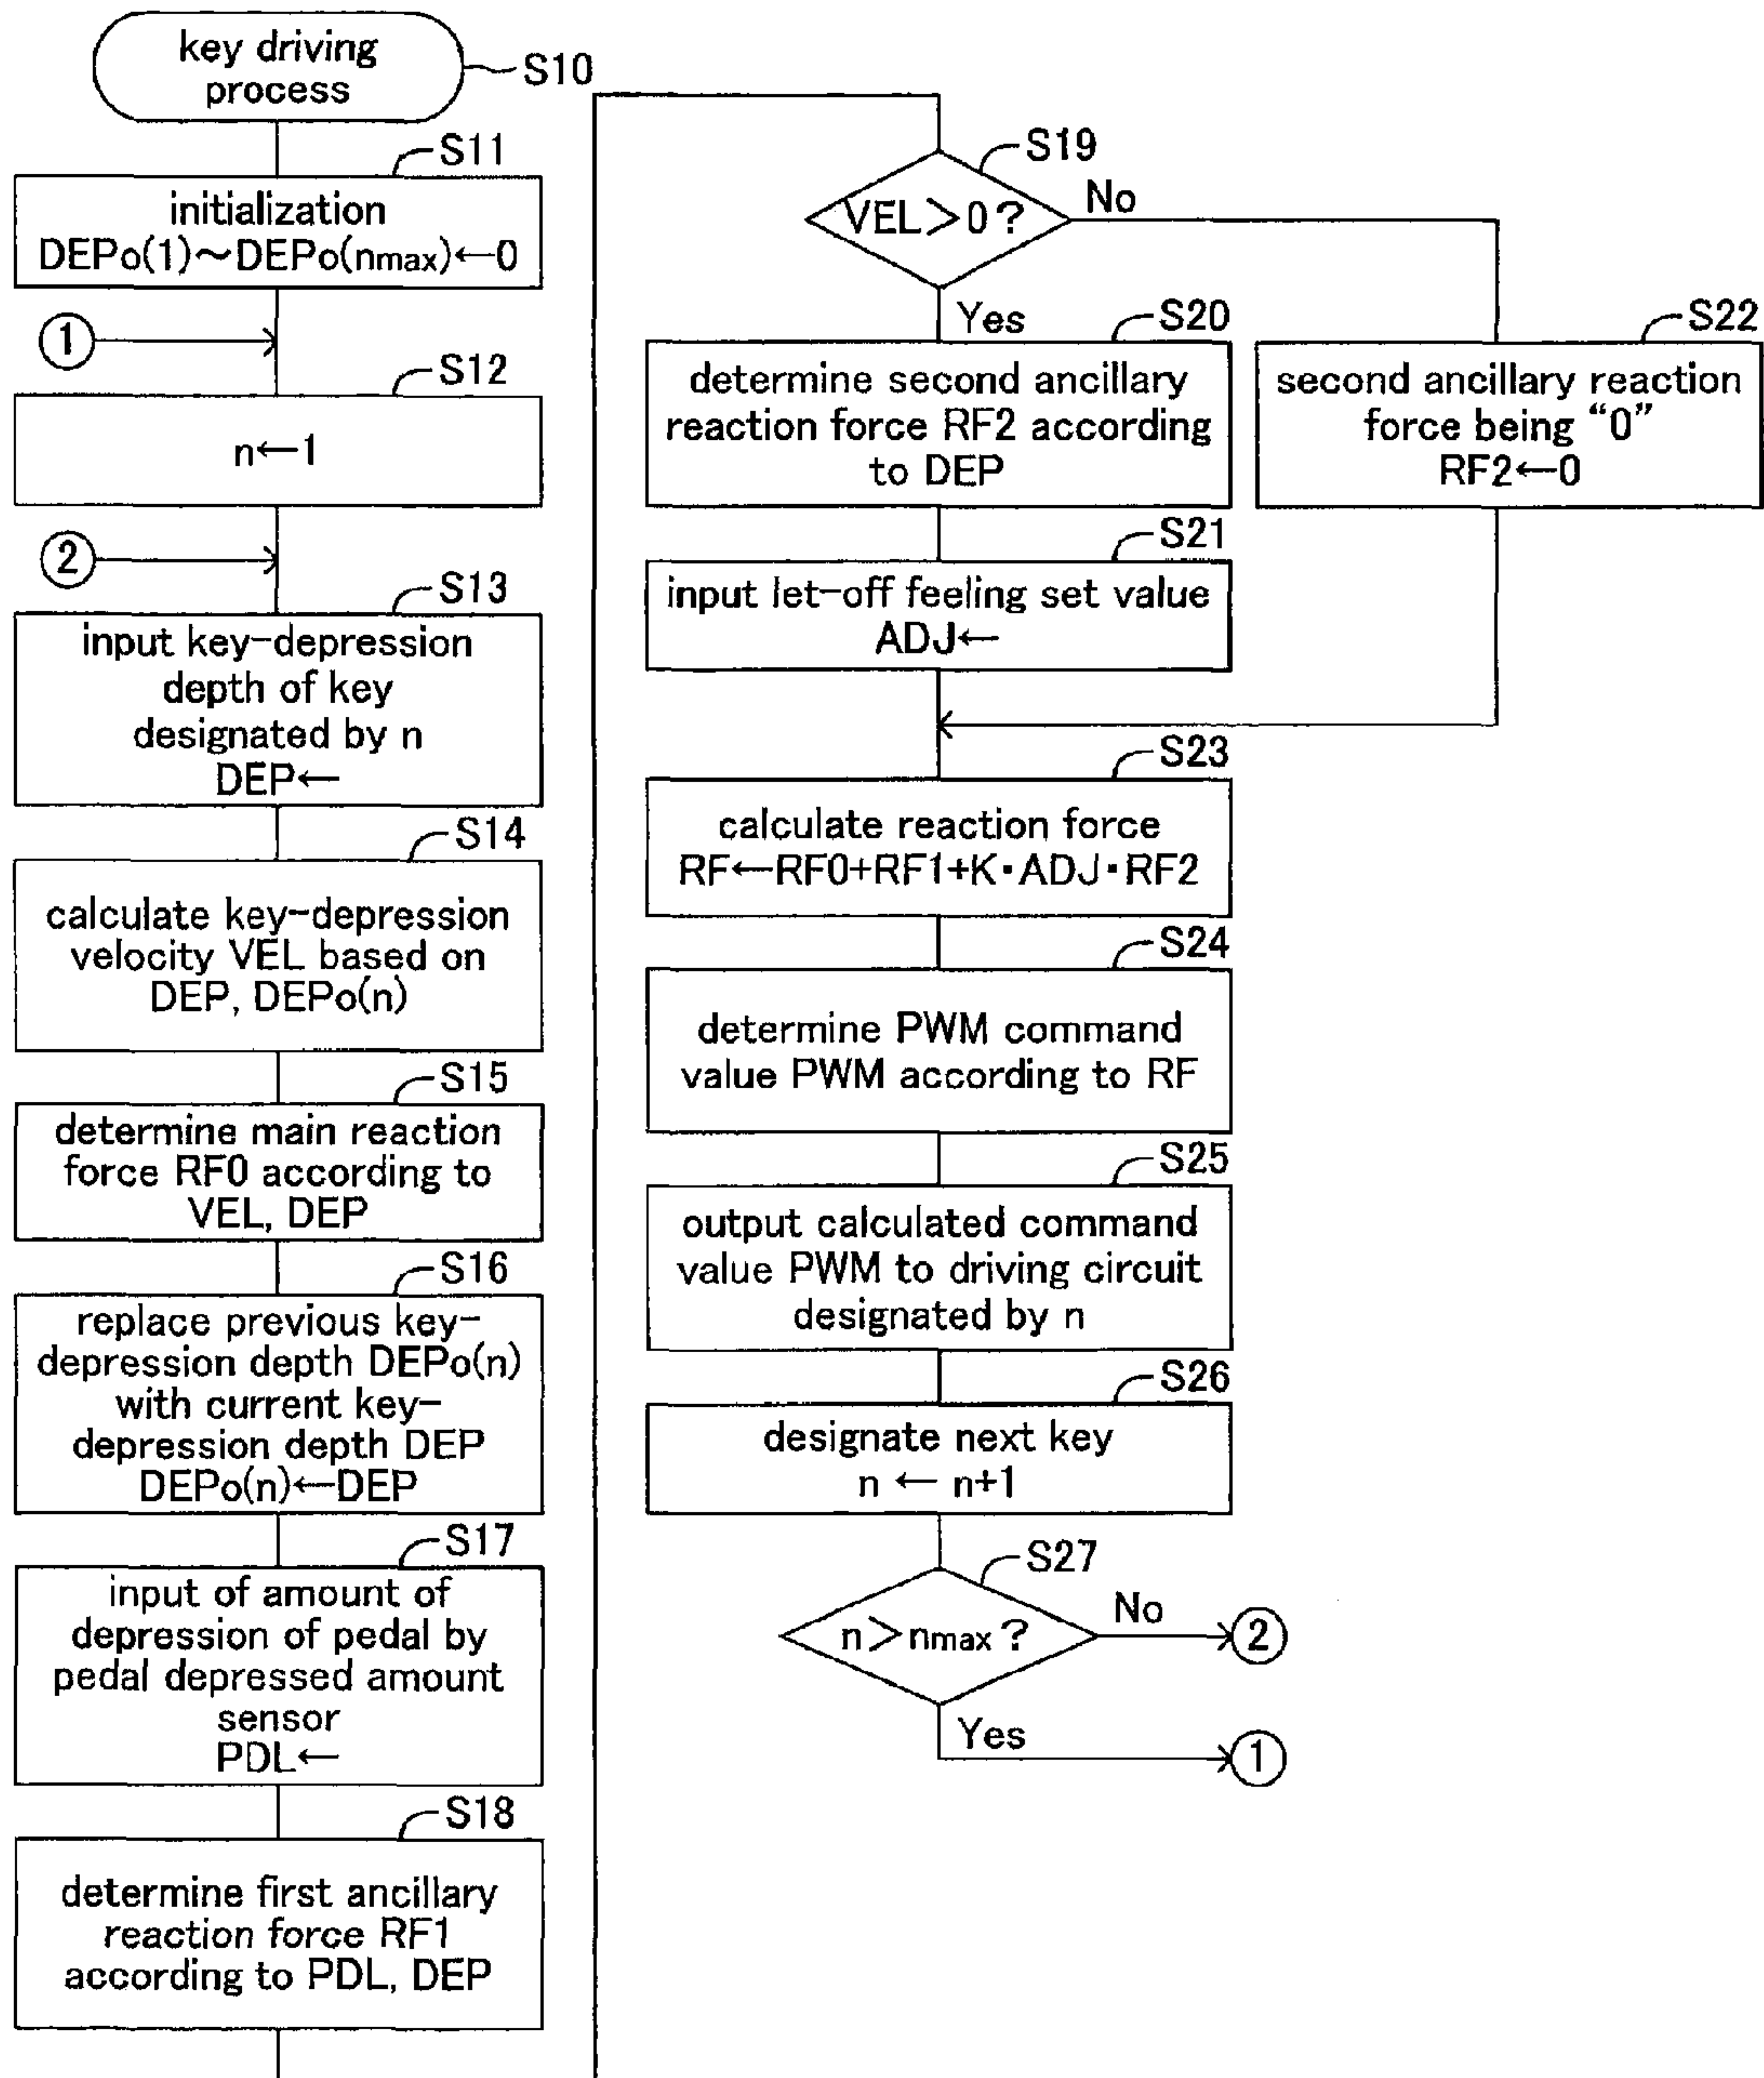 key driving
process
S10
S11
initialization
DEPo(1)~DEPo(nmax)←0
1
S12
n←1
2
S13
input key-depression
depth of key
designated by n
DEP←
S14
calculate key-depression
velocity VEL based on
DEP, DEPo(n)
S15
determine main reaction
force RF0 according to
VEL, DEP
S16
replace previous key-
depression depth DEPo(n)
with current key-
depression depth DEP
DEPo(n)←DEP
S17
input of amount of
depression of pedal by
pedal depressed amount
sensor
PDL←
S18
determine first ancillary
reaction force RF1
according to PDL, DEP
S19
VEL>0?
No
Yes
S20
determine second ancillary
reaction force RF2 according
to DEP
S22
second ancillary reaction
force being “0”
RF2←0
S21
input let-off feeling set value
ADJ←
S23
calculate reaction force
RF←RF0+RF1+K·ADJ·RF2
S24
determine PWM command
value PWM according to RF
S25
output calculated command
value PWM to driving circuit
designated by n
S26
designate next key
n ← n+1
S27
n>nmax?
No
2
Yes
1